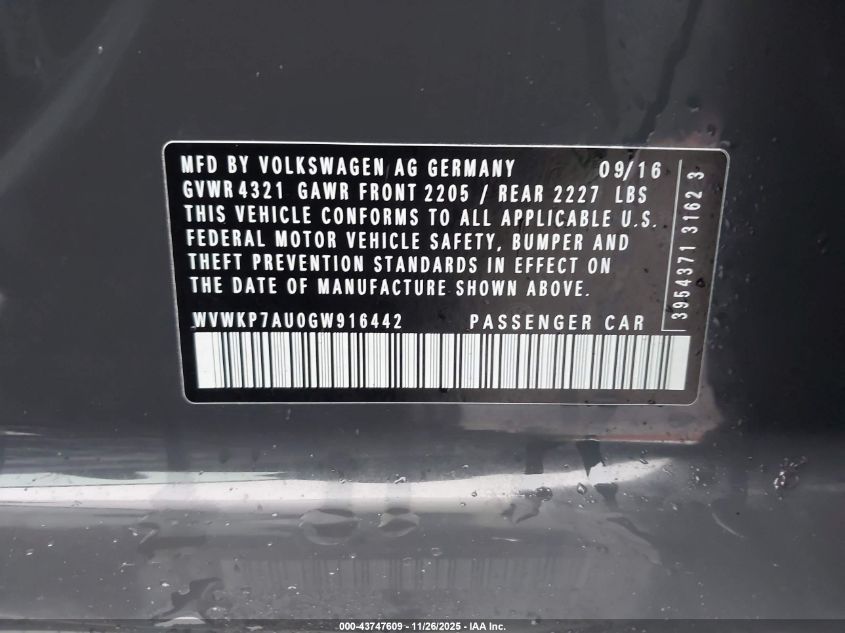 MFD BY VOLKSWAGEN AG GERMANY 09/16
GVWR 4321 GAWR FRONT 2205 / REAR 2227 LBS
THIS VEHICLE CONFORMS TO ALL APPLICABLE U.S.
FEDERAL MOTOR VEHICLE SAFETY, BUMPER AND
THEFT PREVENTION STANDARDS IN EFFECT ON
THE DATE OF MANUFACTURE SHOWN ABOVE.
WVWKP7AU0GW916442 PASSENGER CAR
3954371 31623
000-43747609 - 11/26/2025 - IAA Inc.